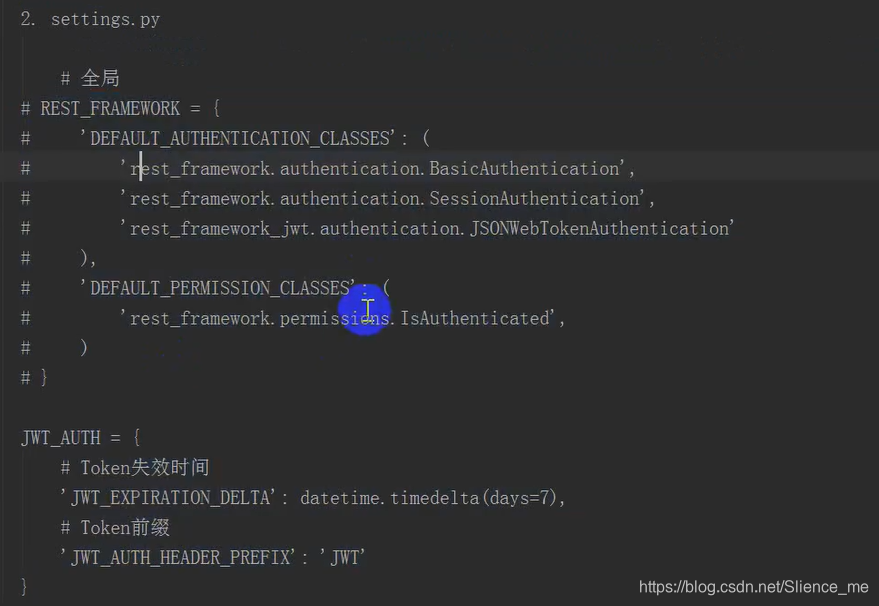 2. settings.py
# 全局
# REST_FRAMEWORK = {
#     'DEFAULT_AUTHENTICATION_CLASSES': (
#         'rest_framework.authentication.BasicAuthentication',
#         'rest_framework.authentication.SessionAuthentication',
#         'rest_framework_jwt.authentication.JSONWebTokenAuthentication'
#     ),
#     'DEFAULT_PERMISSION_CLASSES': (
#         'rest_framework.permissions.IsAuthenticated',
#     )
# }
JWT_AUTH = {
    # Token失效时间
    'JWT_EXPIRATION_DELTA': datetime.timedelta(days=7),
    # Token前缀
    'JWT_AUTH_HEADER_PREFIX': 'JWT'
}
https://blog.csdn.net/Slience_me